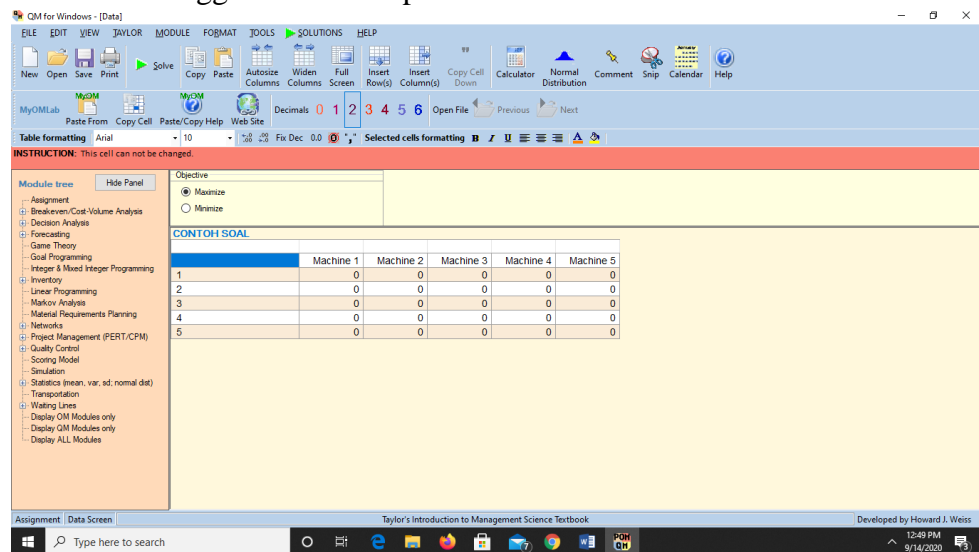 QM for Windows - [Data]
FILE EDIT VIEW TAYLOR MODULE FORMAT TOOLS SOLUTIONS HELP
New Open Save Print Solve Copy Paste Autosize Columns Widen Columns Full Screen Insert Row(s) Insert Column(s) Copy Cell Down Calculator Normal Distribution Comment Snip Calendar Help
MyOMLab MyOM Paste From Copy Cell MyOM Paste/Copy Help Web Site Decimals 0 1 2 3 4 5 6 Open File Previous Next
Table formatting Arial 10 Fix Dec 0.0 Selected cells formatting B I U A
INSTRUCTION: This cell can not be changed.
Module tree Hide Panel
Assignment
Breakeven/Cost-Volume Analysis
Decision Analysis
Forecasting
Game Theory
Goal Programming
Integer & Mixed Integer Programming
Inventory
Linear Programming
Markov Analysis
Material Requirements Planning
Networks
Project Management (PERT/CPM)
Quality Control
Scoring Model
Simulation
Statistics (mean, var, sd; normal dist)
Transportation
Waiting Lines
Display OM Modules only
Display QM Modules only
Display ALL Modules
Objective
Maximize
Minimize
CONTOH SOAL
Machine 1 Machine 2 Machine 3 Machine 4 Machine 5
1 0 0 0 0 0
2 0 0 0 0 0
3 0 0 0 0 0
4 0 0 0 0 0
5 0 0 0 0 0
Assignment Data Screen Taylor's Introduction to Management Science Textbook Developed by Howard J. Weiss
Type here to search
12:49 PM
9/14/2020